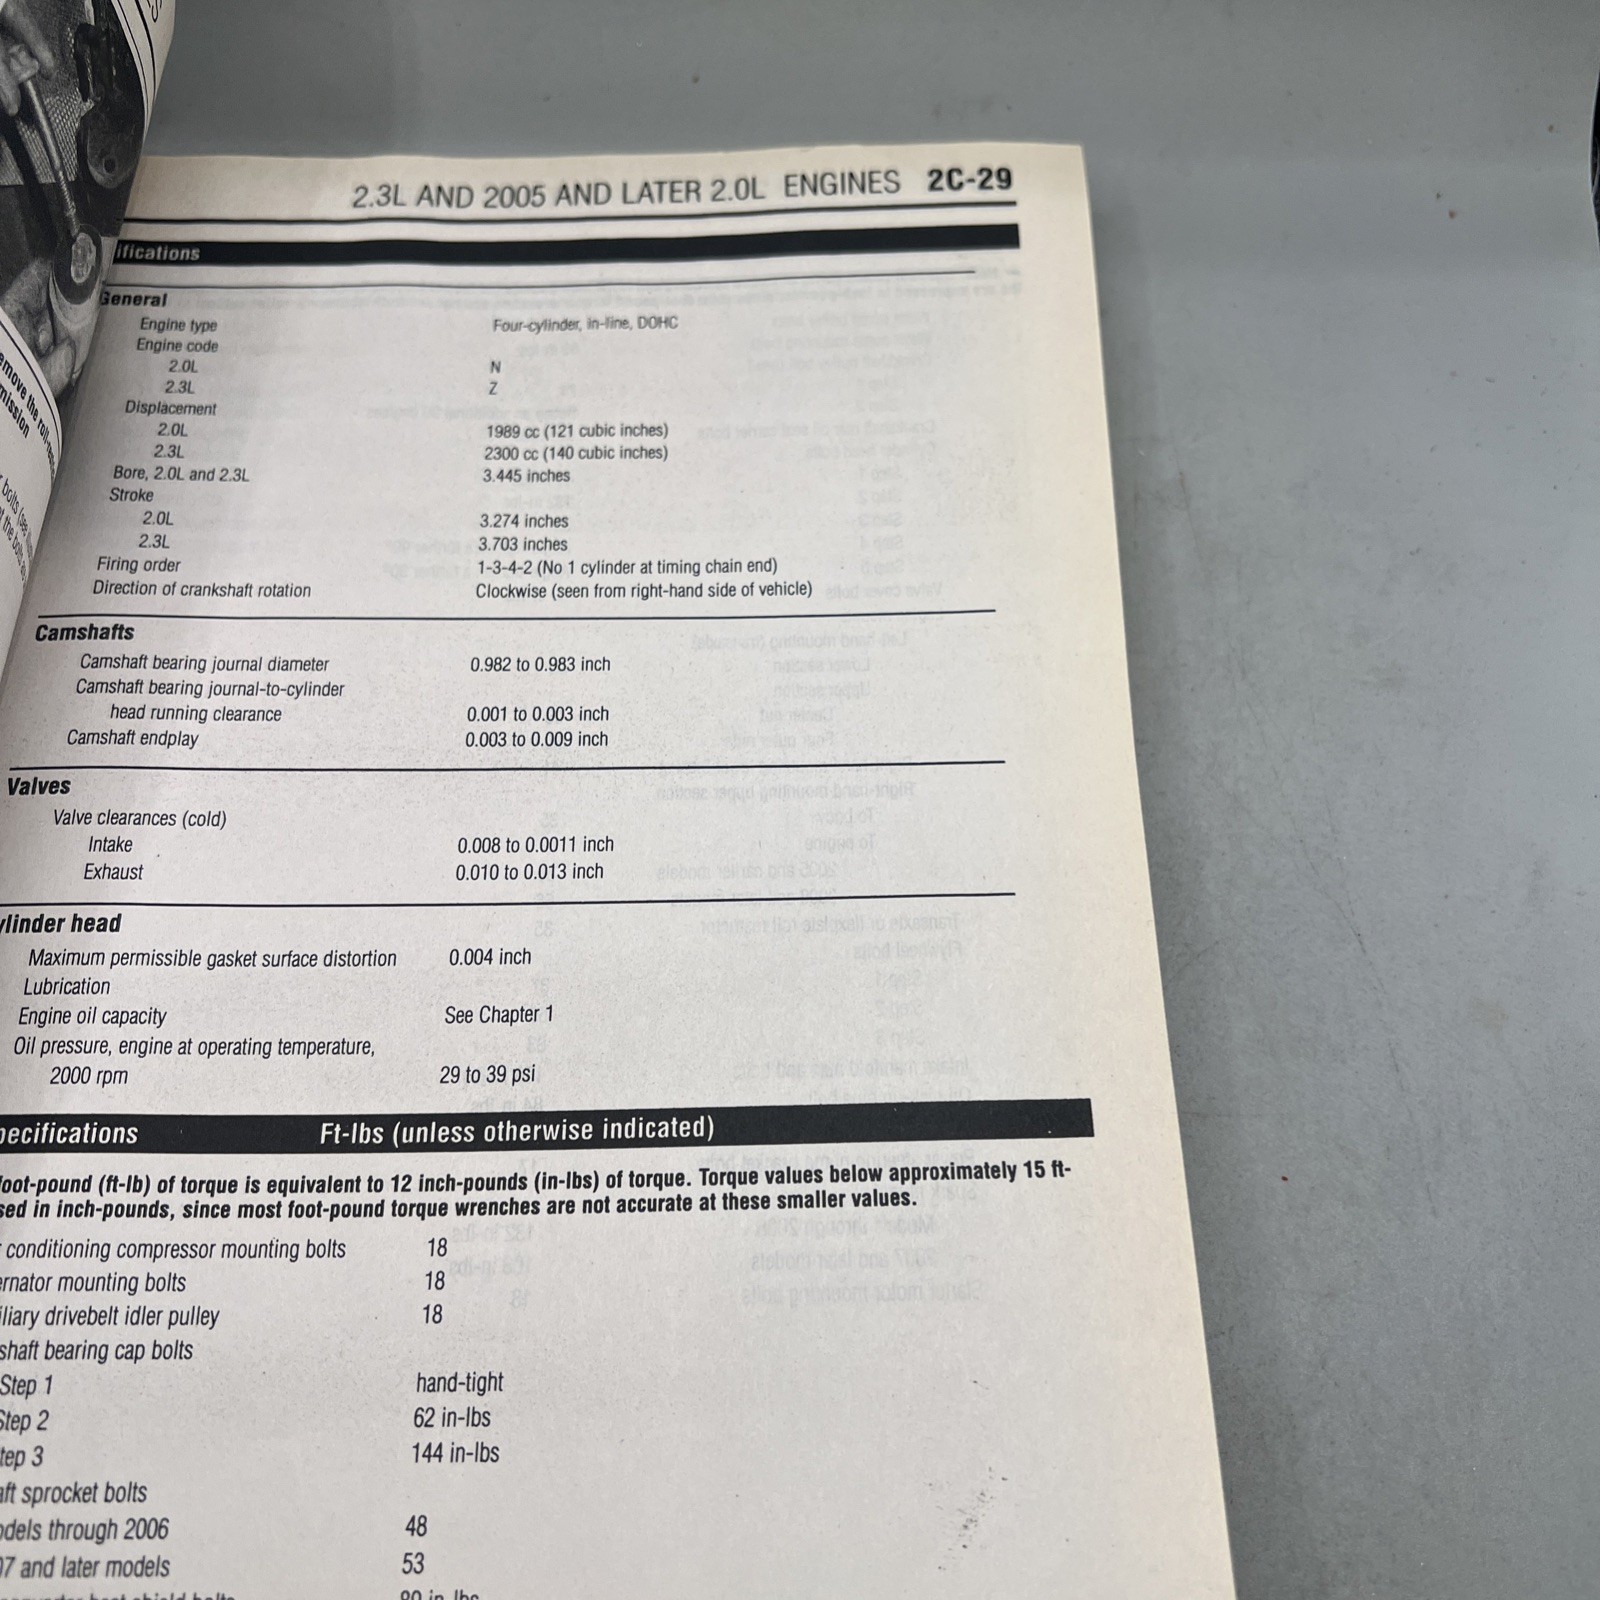 2.3L AND 2005 AND LATER 2.0L ENGINES 2C-29
ifications
General
Engine type Four-cylinder, in-line, DOHC
Engine code
2.0L N
2.3L Z
Displacement
2.0L 1989 cc (121 cubic inches)
2.3L 2300 cc (140 cubic inches)
Bore, 2.0L and 2.3L 3.445 inches
Stroke
2.0L 3.274 inches
2.3L 3.703 inches
Firing order 1-3-4-2 (No 1 cylinder at timing chain end)
Direction of crankshaft rotation Clockwise (seen from right-hand side of vehicle)
Camshafts
Camshaft bearing journal diameter 0.982 to 0.983 inch
Camshaft bearing journal-to-cylinder
head running clearance 0.001 to 0.003 inch
Camshaft endplay 0.003 to 0.009 inch
Valves
Valve clearances (cold)
Intake 0.008 to 0.0011 inch
Exhaust 0.010 to 0.013 inch
ylinder head
Maximum permissible gasket surface distortion 0.004 inch
Lubrication
Engine oil capacity See Chapter 1
Oil pressure, engine at operating temperature,
2000 rpm 29 to 39 psi
pecifications Ft-lbs (unless otherwise indicated)
foot-pound (ft-lb) of torque is equivalent to 12 inch-pounds (in-lbs) of torque. Torque values below approximately 15 ft-
sed in inch-pounds, since most foot-pound torque wrenches are not accurate at these smaller values.
r conditioning compressor mounting bolts 18
ernator mounting bolts 18
iliary drivebelt idler pulley 18
shaft bearing cap bolts
Step 1 hand-tight
Step 2 62 in-lbs
tep 3 144 in-lbs
aft sprocket bolts
odels through 2006 48
07 and later models 53
emove the roll
mission
bolts (see
the bolts